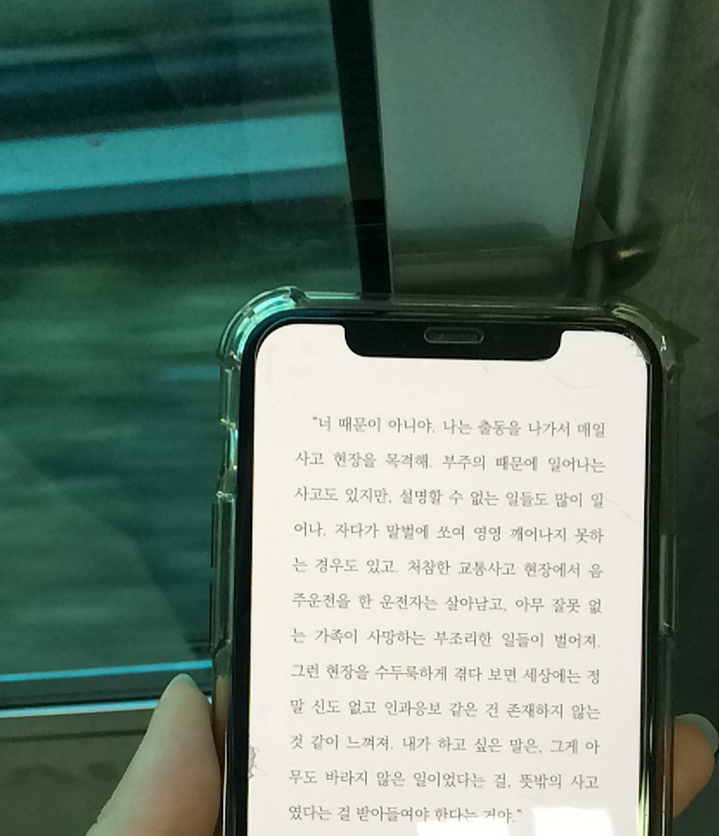 "너 때문이 아니야. 나는 출동을 나가서 매일
사고 현장을 목격해. 부주의 때문에 일어나는
사고도 있지만, 설명할 수 없는 일들도 많이 일
어나, 자다가 말벌에 쏘여 영영 깨어나지 못하
는 경우도 있고. 처참한 교통사고 현장에서 음
주운전을 한 운전자는 살아남고, 아무 잘못 없
는 가족이 사망하는 부조리한 일들이 벌어져.
그런 현장을 수두룩하게 겪다 보면 세상에는 정
말 신도 없고 인과응보 같은 건 존재하지 않는
것 같이 느껴져. 내가 하고 싶은 말은, 그게 아
무도 바라지 않은 일이었다는 걸, 뜻밖의 사고
였다는 걸 받아들여야 한다는 거야."